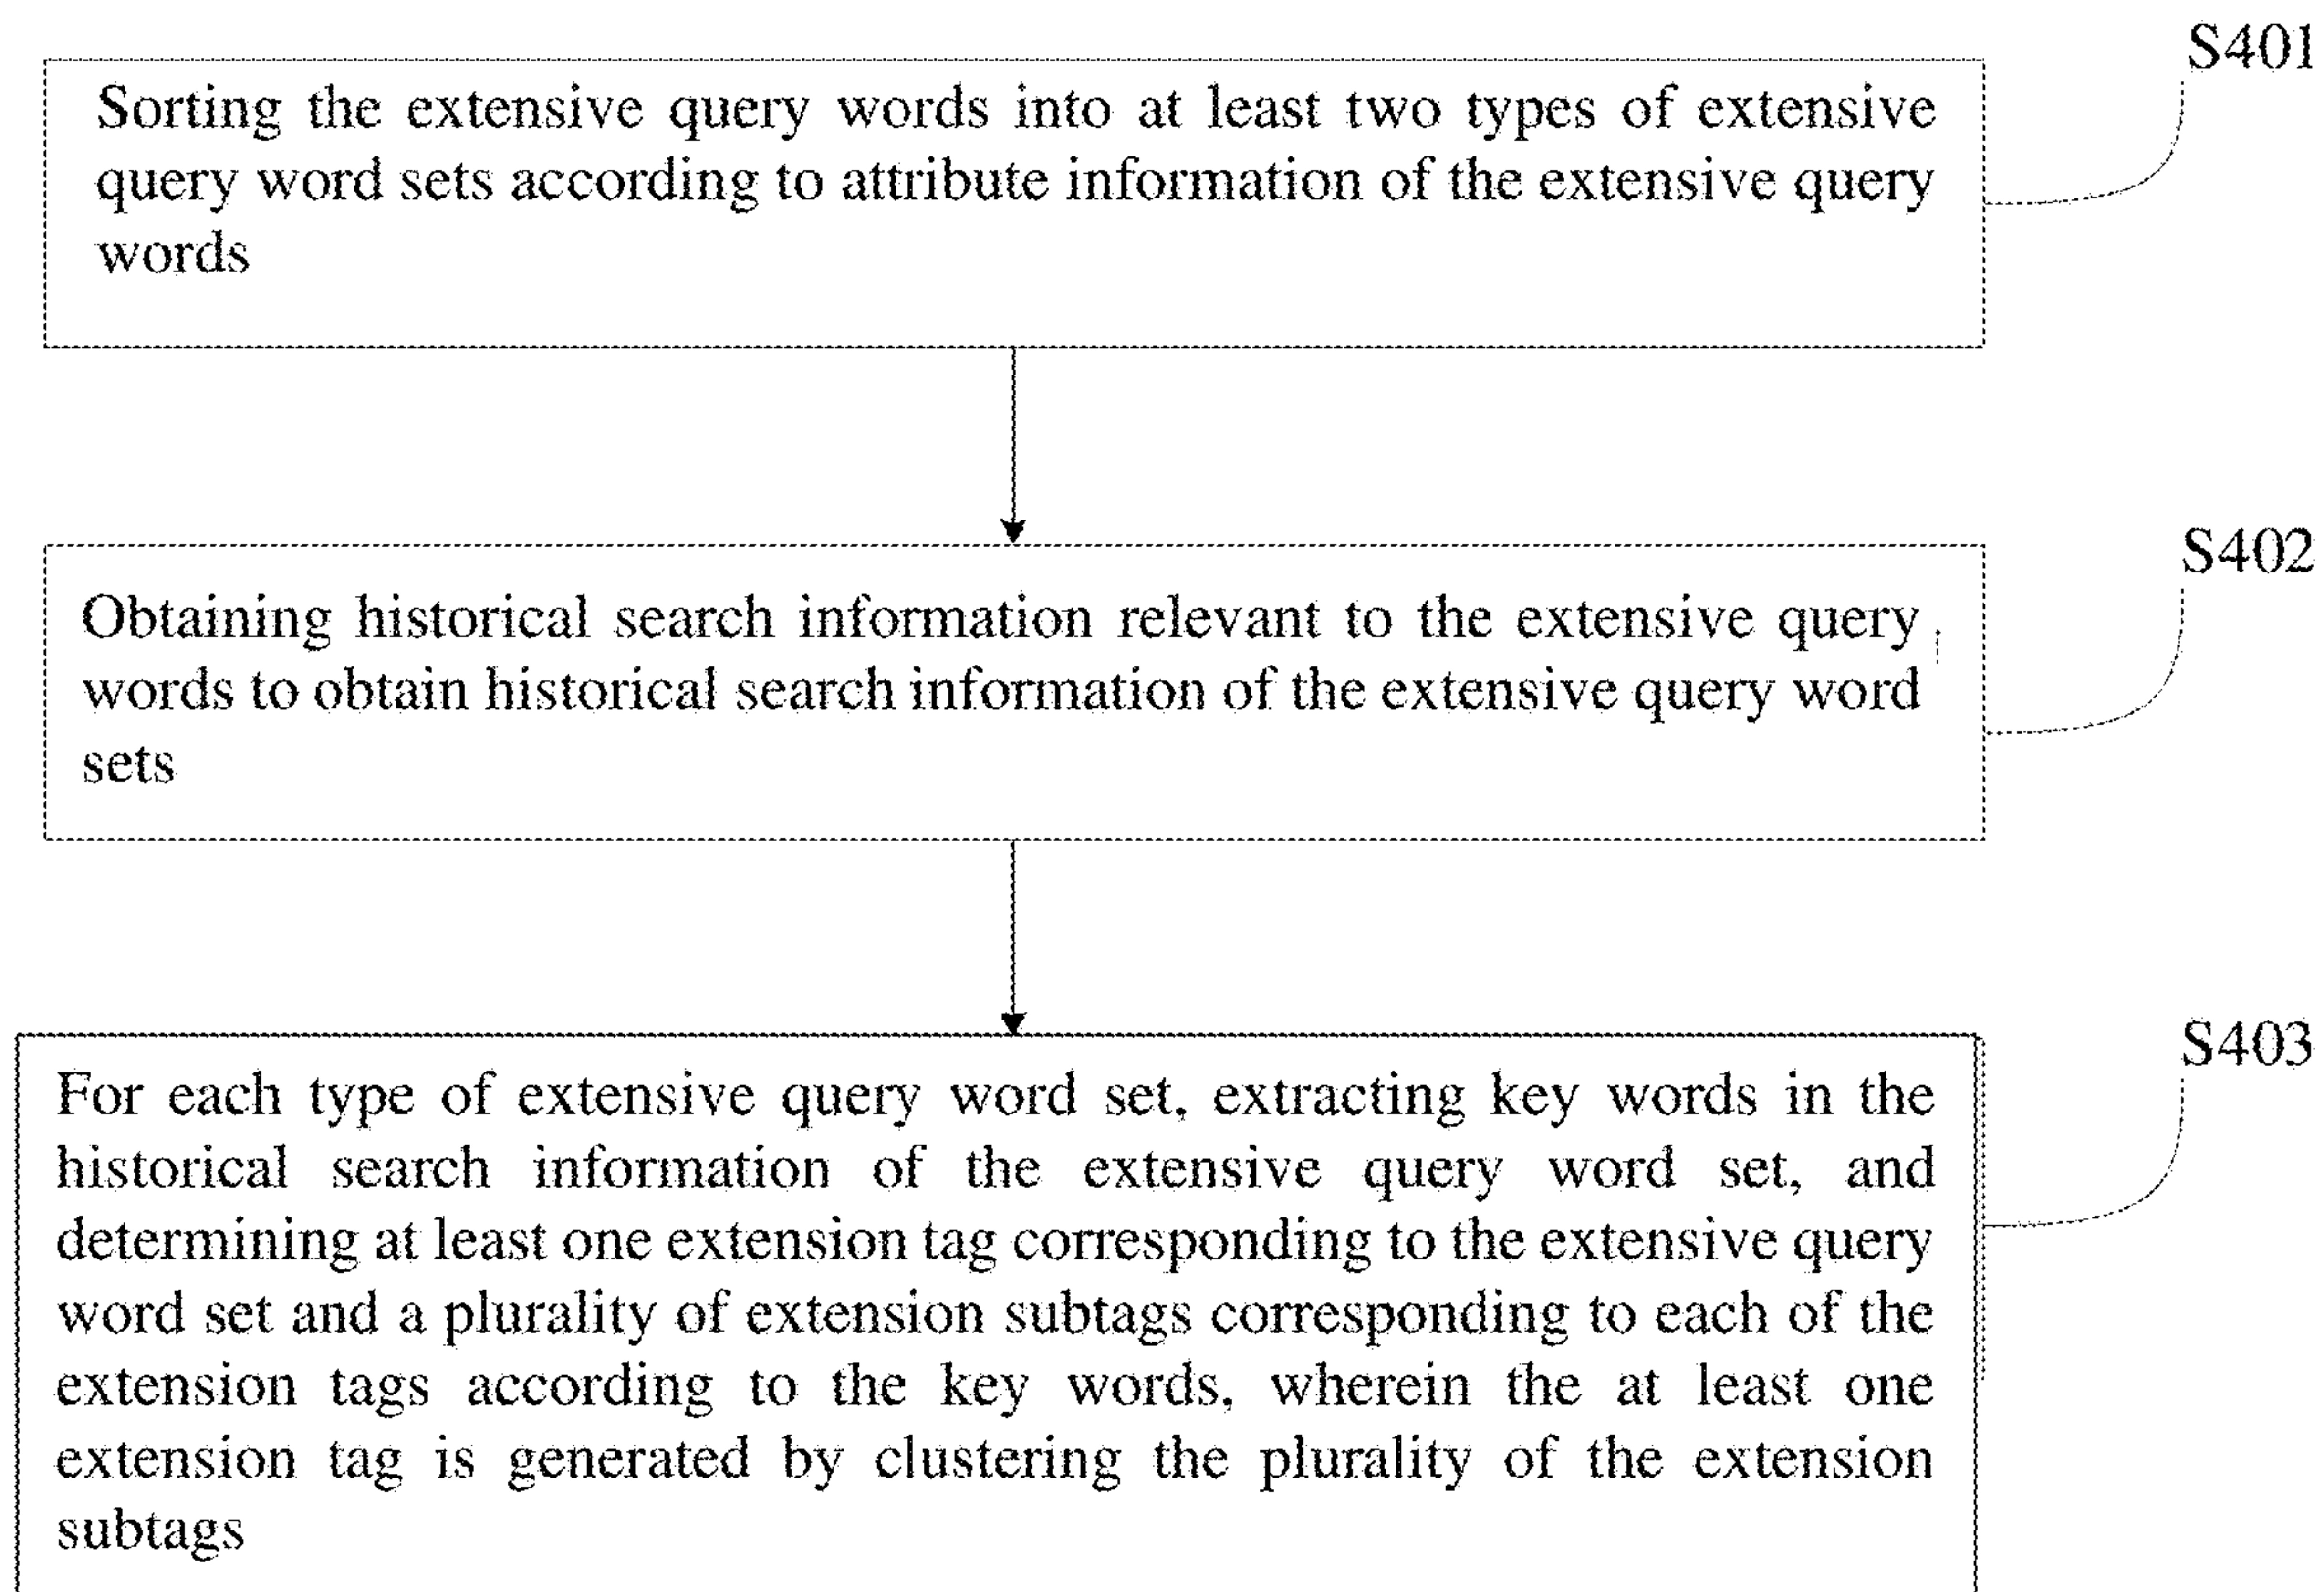 S401
Sorting the extensive query words into at least two types of extensive
query word sets according to attribute information of the extensive query
words
S402
Obtaining historical search information relevant to the extensive query
words to obtain historical search information of the extensive query word
sets
S403
For each type of extensive query word set, extracting key words in the
historical search information of the extensive query word set, and
determining at least one extension tag corresponding to the extensive query
word set and a plurality of extension subtags corresponding to each of the
extension tags according to the key words, wherein the at least one
extension tag is generated by clustering the plurality of the extension
subtags